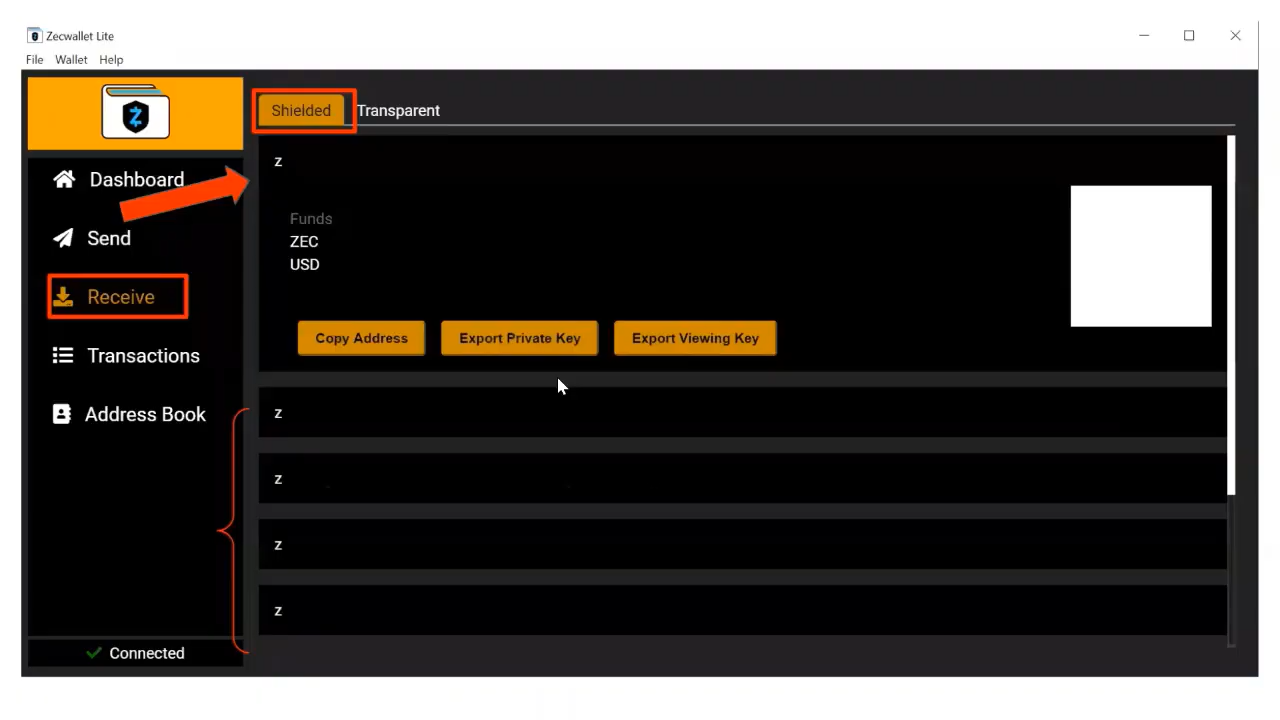 Zecwallet Lite
File Wallet Help
Shielded Transparent
Dashboard
Send
Receive
Transactions
Address Book
Connected
z
Funds
ZEC
USD
Copy Address Export Private Key Export Viewing Key
z
z
z
z